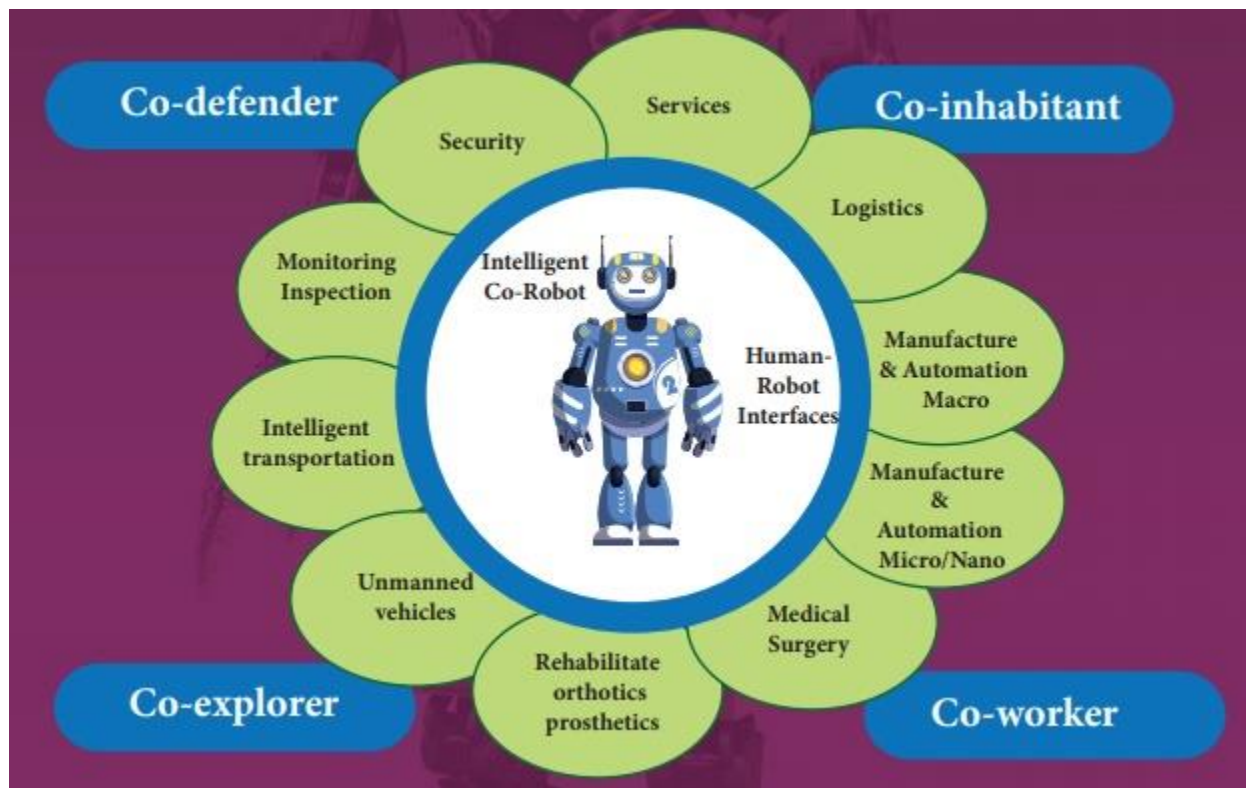 Co-defender
Services
Co-inhabitant
Security
Logistics
Monitoring
Inspection
Intelligent
Co-Robot
Manufacture
& Automation
Macro
Human-
Robot
Interfaces
Intelligent
transportation
Manufacture
&
Automation
Micro/Nano
Unmanned
vehicles
Medical
Surgery
Rehabilitate
orthotics
prosthetics
Co-explorer
Co-worker